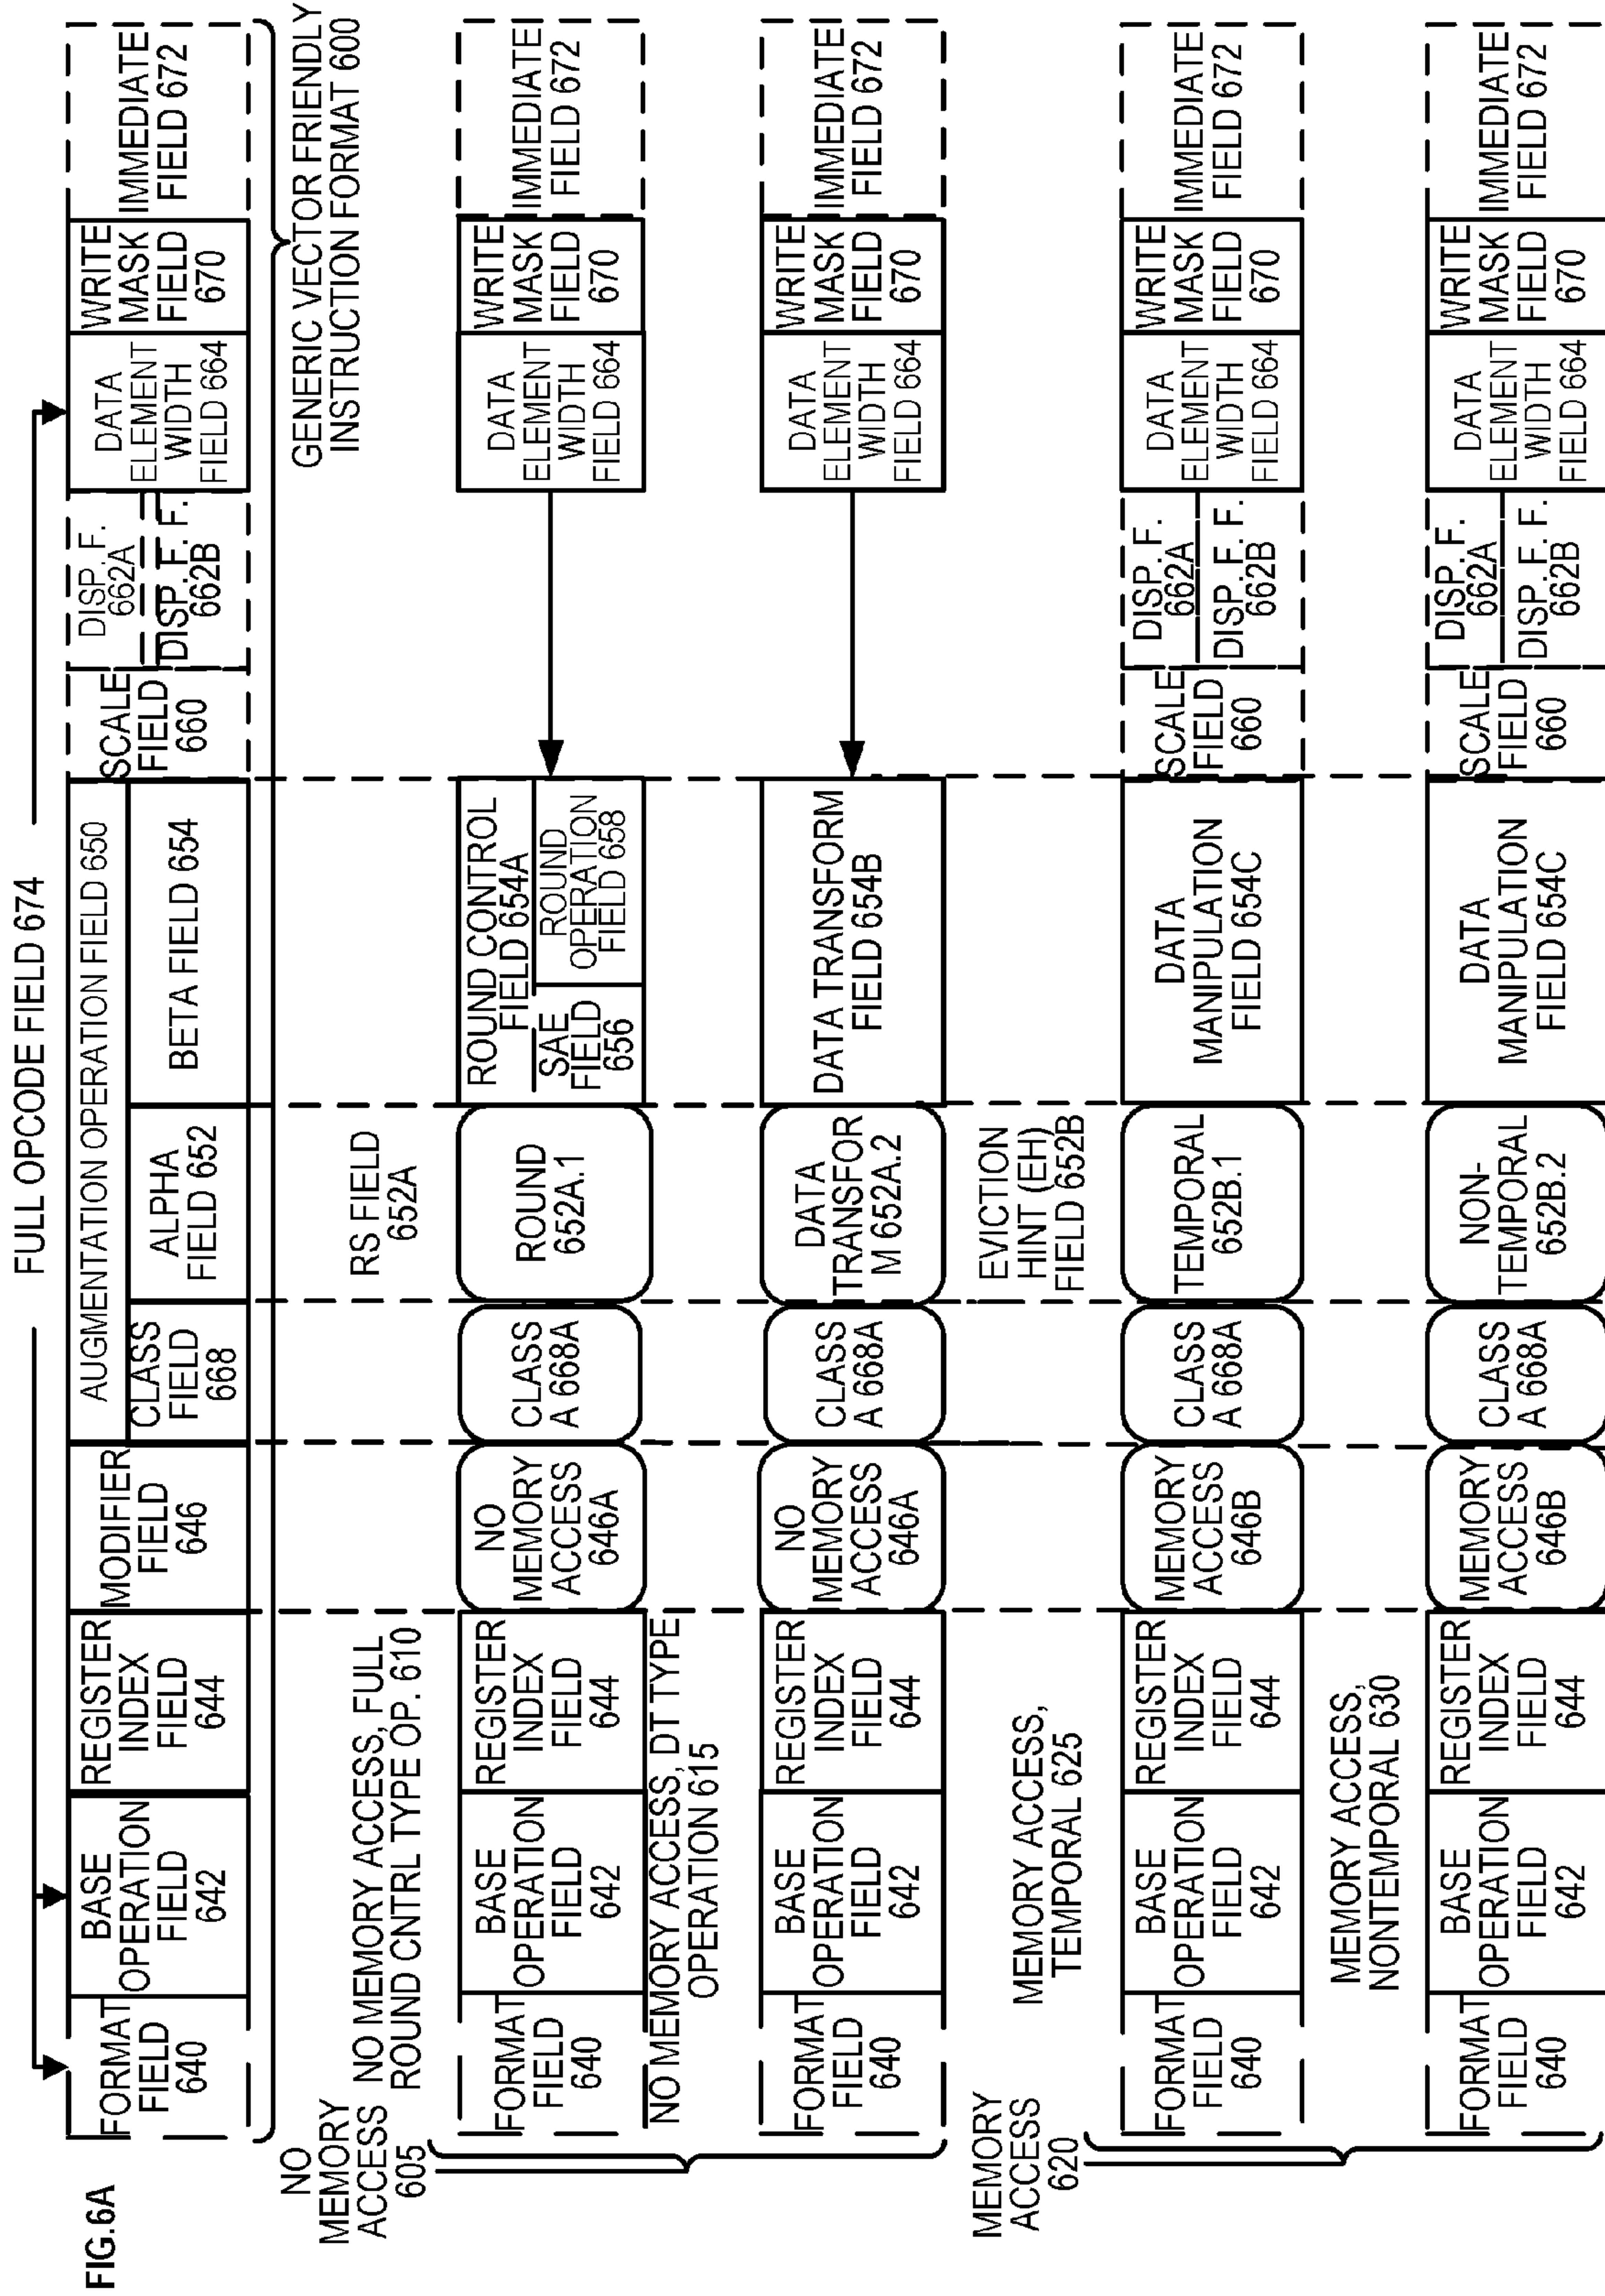 FIG.6A
FULL OPCODE FIELD 674
FORMAT
FIELD
640
BASE
OPERATION
FIELD
642
REGISTER
INDEX
FIELD
644
MODIFIER
FIELD
646
AUGMENTATION OPERATION FIELD 650
CLASS
FIELD
668
ALPHA
FIELD 652
BETA FIELD 654
SCALE
FIELD
660
DISP. F.
662A
DISP. F. F.
662B
DATA
ELEMENT
WIDTH
FIELD 664
WRITE
MASK
FIELD
670
IMMEDIATE
FIELD 672
GENERIC VECTOR FRIENDLY
INSTRUCTION FORMAT 600
NO
MEMORY
ACCESS
605
NO MEMORY ACCESS, FULL
ROUND CNTRL TYPE OP. 610
RS FIELD
652A
FORMAT
FIELD
640
BASE
OPERATION
FIELD
642
REGISTER
INDEX
FIELD
644
NO
MEMORY
ACCESS
646A
CLASS
A 668A
ROUND
652A.1
ROUND CONTROL
FIELD 654A
SAE
FIELD
656
ROUND
OPERATION
FIELD 658
DATA
ELEMENT
WIDTH
FIELD 664
WRITE
MASK
FIELD
670
IMMEDIATE
FIELD 672
NO MEMORY ACCESS, DT TYPE
OPERATION 615
FORMAT
FIELD
640
BASE
OPERATION
FIELD
642
REGISTER
INDEX
FIELD
644
NO
MEMORY
ACCESS
646A
CLASS
A 668A
DATA
TRANSFOR
M 652A.2
DATA TRANSFORM
FIELD 654B
DATA
ELEMENT
WIDTH
FIELD 664
WRITE
MASK
FIELD
670
IMMEDIATE
FIELD 672
MEMORY
ACCESS
620
MEMORY ACCESS,
TEMPORAL 625
EVICTION
HINT (EH)
FIELD 652B
FORMAT
FIELD
640
BASE
OPERATION
FIELD
642
REGISTER
INDEX
FIELD
644
MEMORY
ACCESS
646B
CLASS
A 668A
TEMPORAL
652B.1
DATA
MANIPULATION
FIELD 654C
SCALE
FIELD
660
DISP. F.
662A
DISP. F. F.
662B
DATA
ELEMENT
WIDTH
FIELD 664
WRITE
MASK
FIELD
670
IMMEDIATE
FIELD 672
MEMORY ACCESS,
NONTEMPORAL 630
FORMAT
FIELD
640
BASE
OPERATION
FIELD
642
REGISTER
INDEX
FIELD
644
MEMORY
ACCESS
646B
CLASS
A 668A
NON-
TEMPORAL
652B.2
DATA
MANIPULATION
FIELD 654C
SCALE
FIELD
660
DISP. F.
662A
DISP. F. F.
662B
DATA
ELEMENT
WIDTH
FIELD 664
WRITE
MASK
FIELD
670
IMMEDIATE
FIELD 672